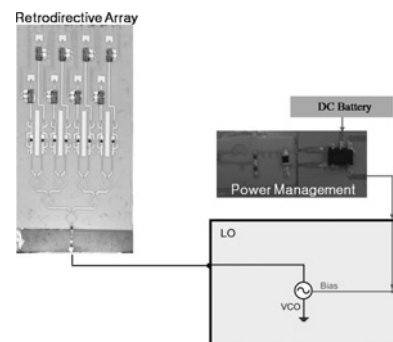 Retrodirective Array
DC Battery
Power Management
LO
Bias
VCO